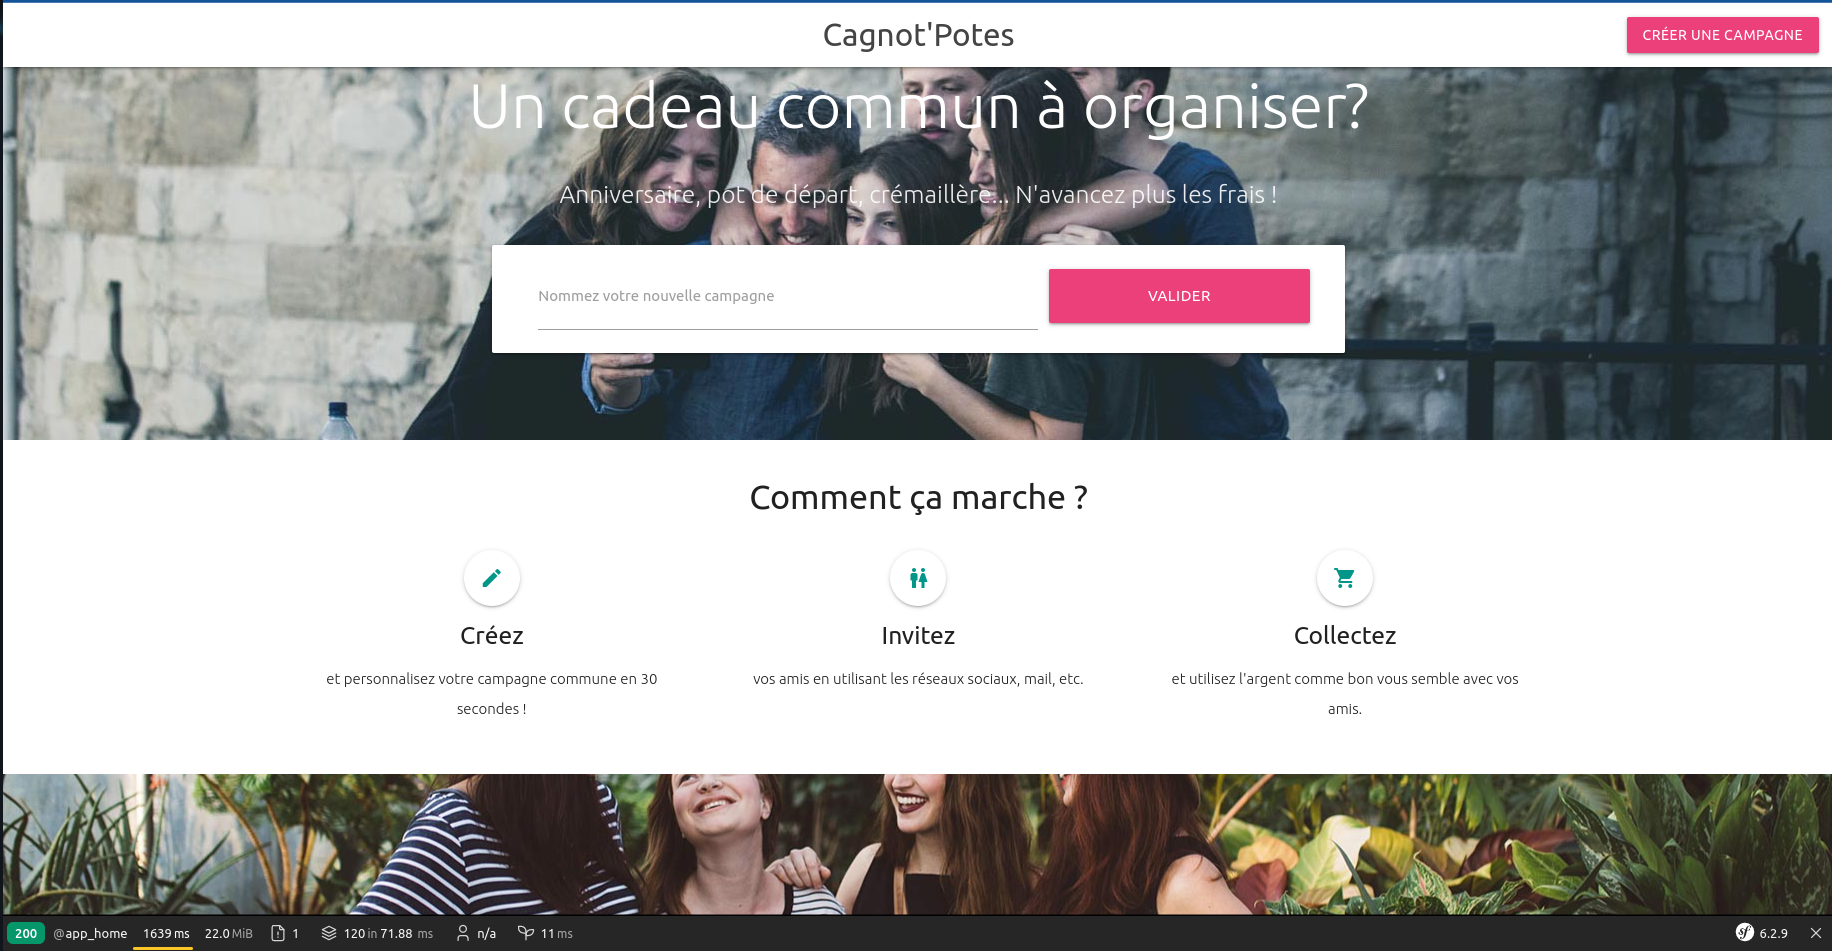 Cagnot'Potes
CRÉER UNE CAMPAGNE
Un cadeau commun à organiser?
Anniversaire, pot de départ, crémaillère... N'avancez plus les frais !
Nommez votre nouvelle campagne
VALIDER
Comment ça marche ?
Créez
et personnalisez votre campagne commune en 30
secondes !
Invitez
vos amis en utilisant les réseaux sociaux, mail, etc.
Collectez
et utilisez l'argent comme bon vous semble avec vos
amis.
200 @app_home 1639 ms 22.0 MiB 1 120 in 71.88 ms n/a 11 ms sf 6.2.9